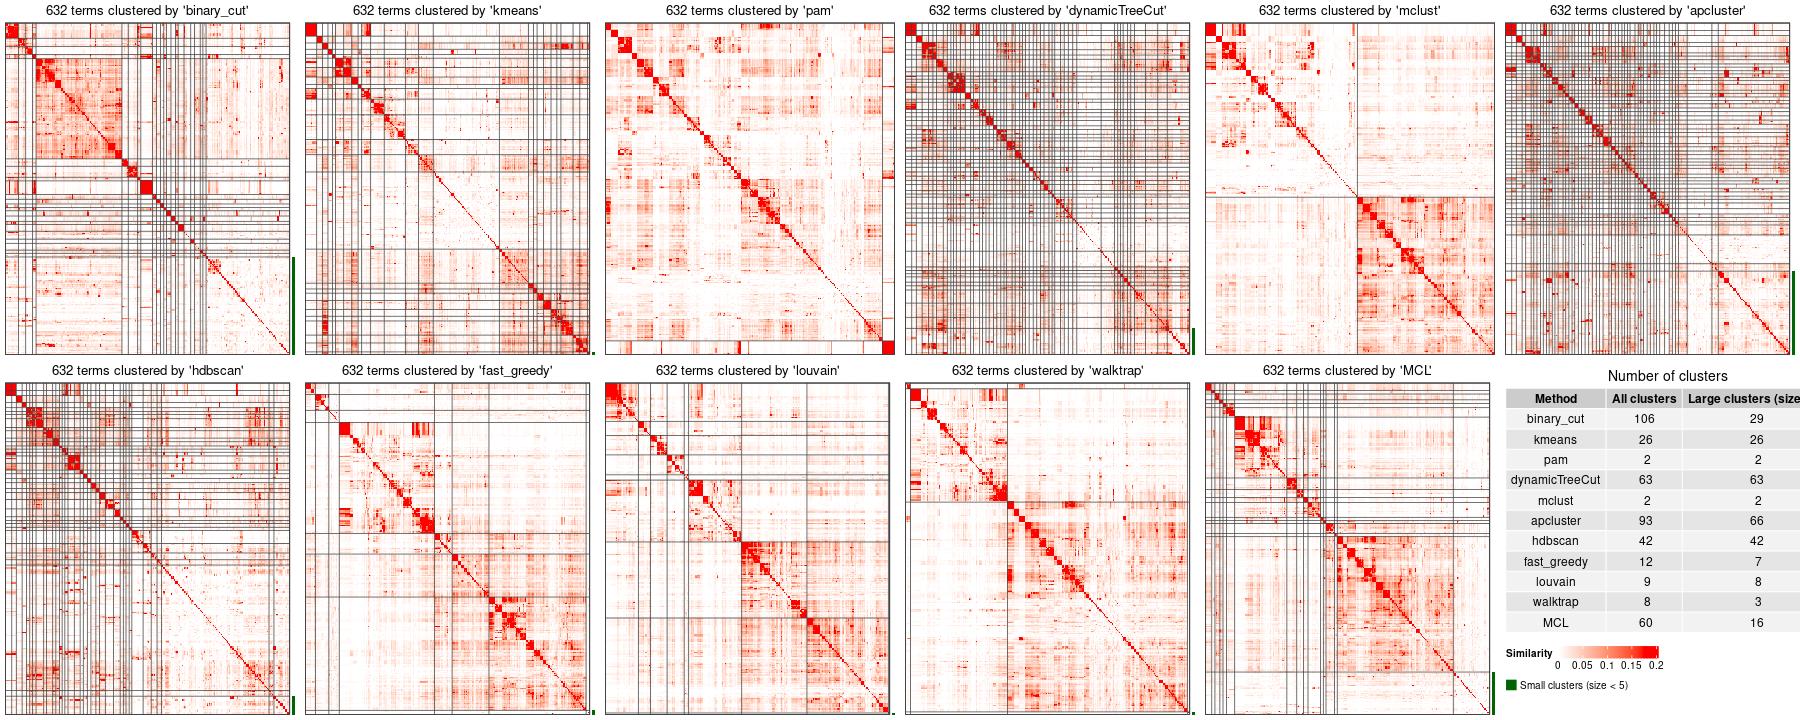 632 terms clustered by 'binary_cut'
632 terms clustered by 'kmeans'
632 terms clustered by 'pam'
632 terms clustered by 'dynamicTreeCut'
632 terms clustered by 'mclust'
632 terms clustered by 'apcluster'
632 terms clustered by 'hdbscan'
632 terms clustered by 'fast_greedy'
632 terms clustered by 'louvain'
632 terms clustered by 'walktrap'
632 terms clustered by 'MCL'
Number of clusters
Method All clusters Large clusters (size
binary_cut 106 29
kmeans 26 26
pam 2 2
dynamicTreeCut 63 63
mclust 2 2
apcluster 93 66
hdbscan 42 42
fast_greedy 12 7
louvain 9 8
walktrap 8 3
MCL 60 16
Similarity
0 0.05 0.1 0.15 0.2
Small clusters (size < 5)